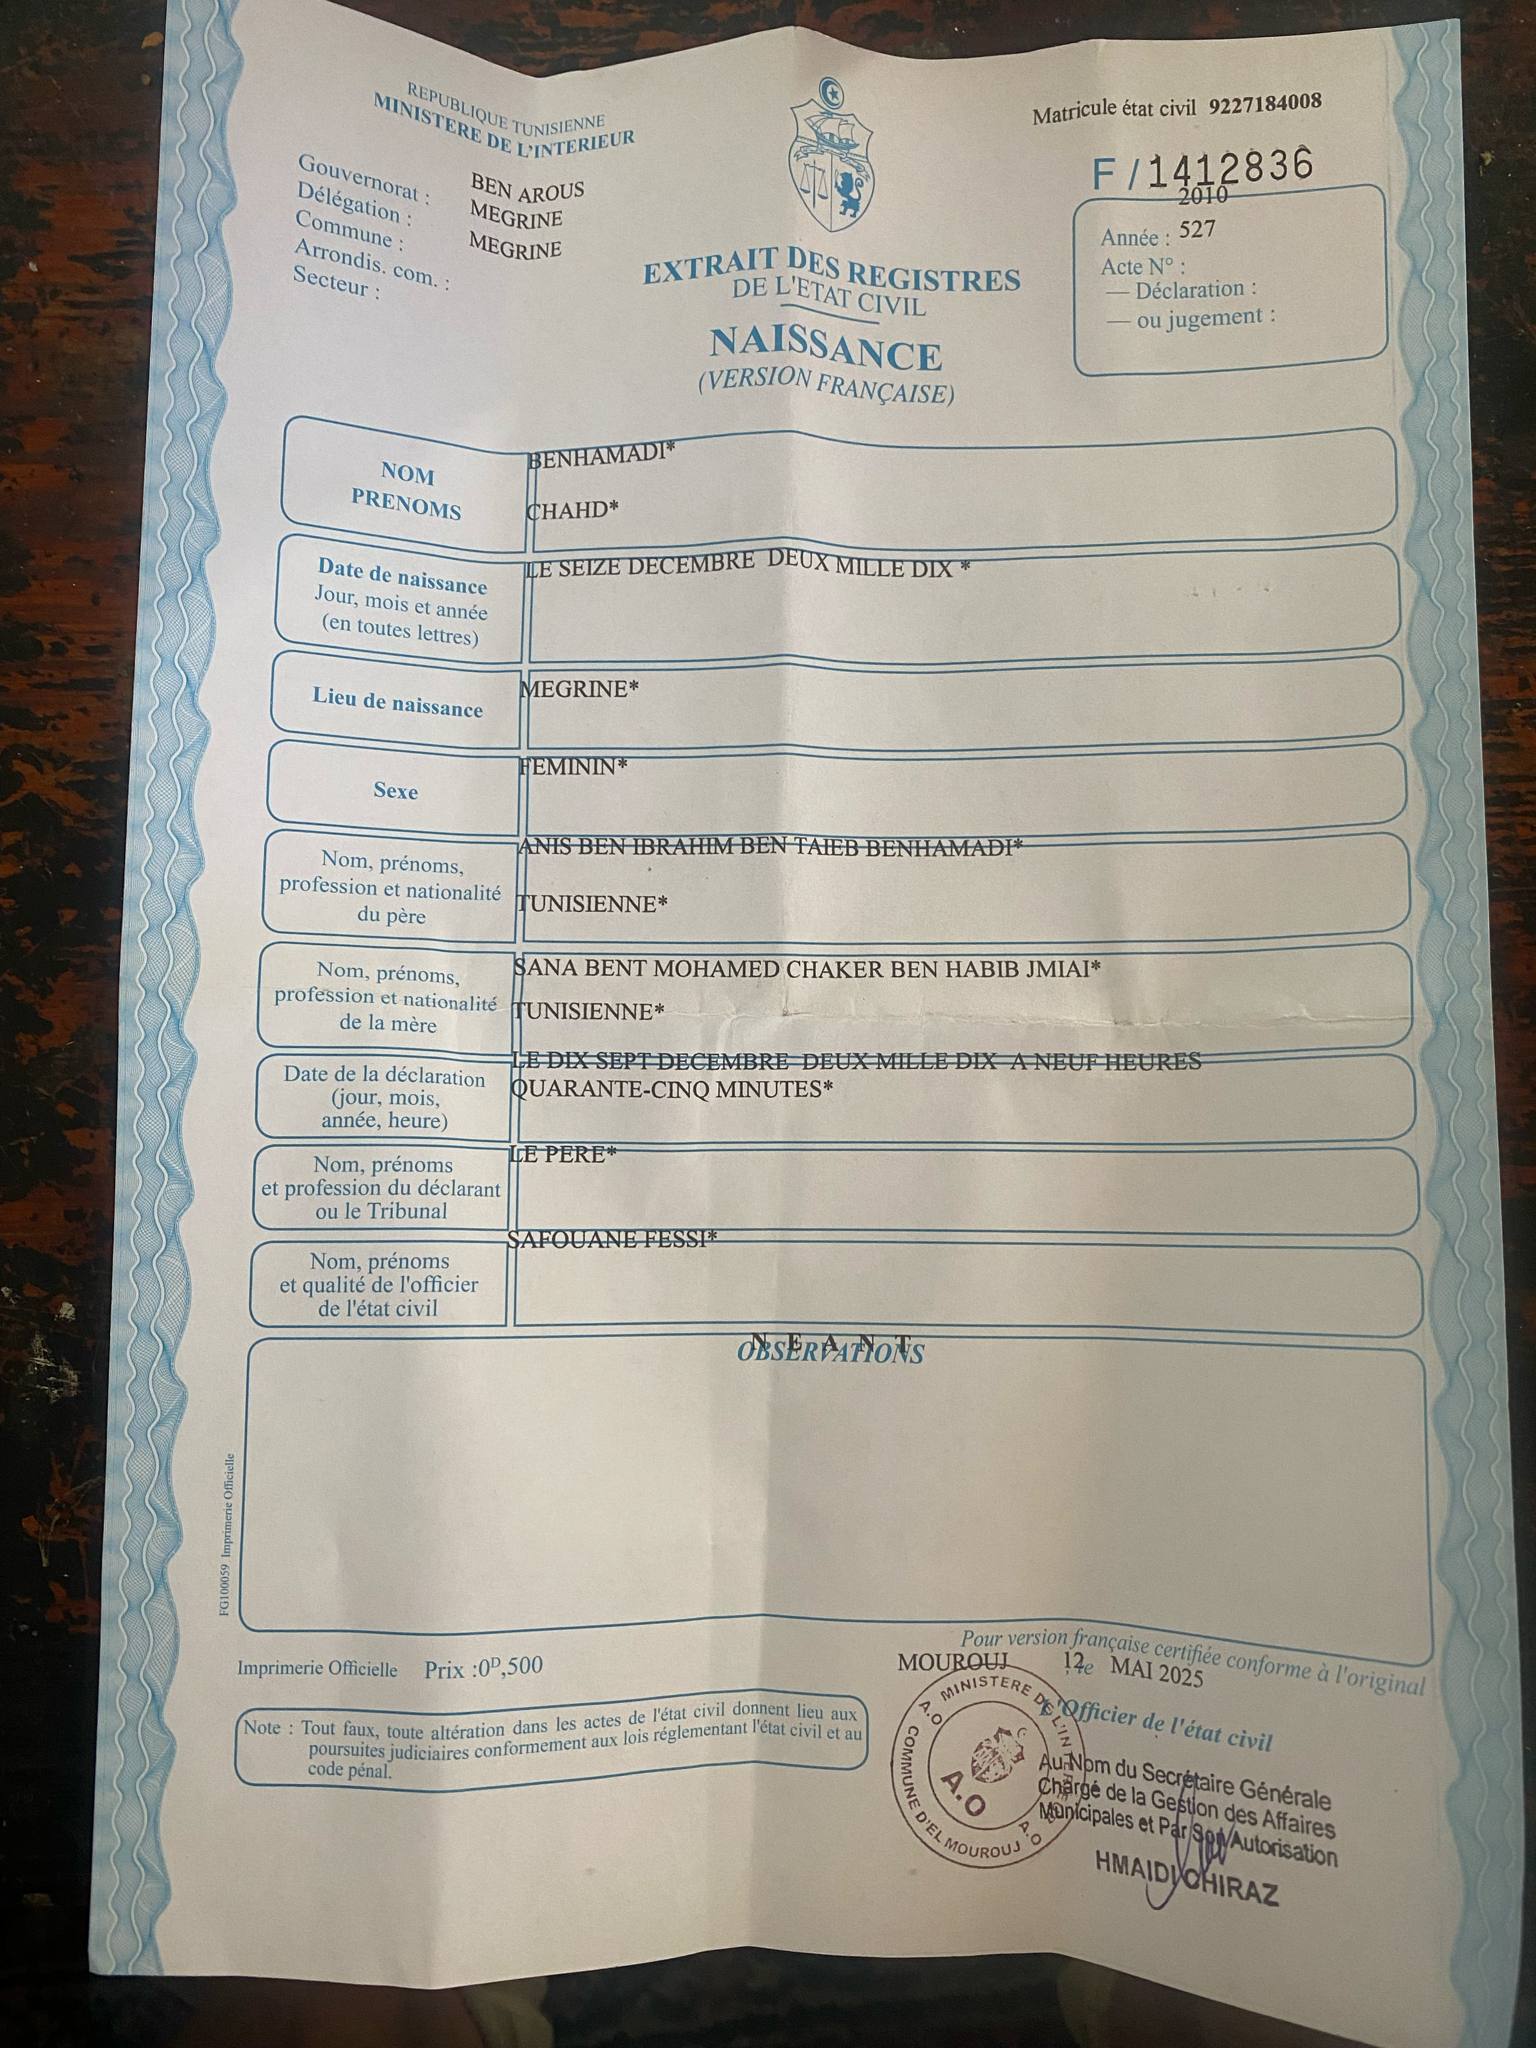 REPUBLIQUE TUNISIENNE
MINISTERE DE L'INTERIEUR
Gouvernorat : BEN AROUS
Délégation : MEGRINE
Commune : MEGRINE
Arrondis. com. :
Secteur :
Matricule état civil 9227184008
F / 1412836
2010
Année : 527
Acte N° :
— Déclaration :
— ou jugement :
EXTRAIT DES REGISTRES
DE L'ETAT CIVIL
NAISSANCE
(VERSION FRANÇAISE)
NOM
PRENOMS
BENHAMADI*
CHAHD*
Date de naissance
Jour, mois et année
(en toutes lettres)
LE SEIZE DECEMBRE DEUX MILLE DIX *
Lieu de naissance
MEGRINE*
Sexe
FEMININ*
Nom, prénoms,
profession et nationalité
du père
ANIS BEN IBRAHIM BEN TAIEB BENHAMADI*
TUNISIENNE*
Nom, prénoms,
profession et nationalité
de la mère
SANA BENT MOHAMED CHAKER BEN HABIB JMIAI*
TUNISIENNE*
Date de la déclaration
(jour, mois,
année, heure)
LE DIX SEPT DECEMBRE DEUX MILLE DIX A NEUF HEURES
QUARANTE-CINQ MINUTES*
Nom, prénoms
et profession du déclarant
ou le Tribunal
LE PERE*
Nom, prénoms
et qualité de l'officier
de l'état civil
SAFOUANE FESSI*
N E A N T
OBSERVATIONS
FG100059 Imprimerie Officielle
Imprimerie Officielle Prix :0D,500
Note : Tout faux, toute altération dans les actes de l'état civil donnent lieu aux
poursuites judiciaires conformement aux lois réglementant l'état civil et au
code pénal.
Pour version française certifiée conforme à l'original
MOUROUJ 12 le MAI 2025
L'Officier de l'état civil
Au Nom du Secrétaire Générale
Chargé de la Gestion des Affaires
Municipales et Par Son Autorisation
HMAIDI CHIRAZ
A.O MINISTERE DE L'INTERIEUR A.O
COMMUNE D'EL MOUROUJ
A.O